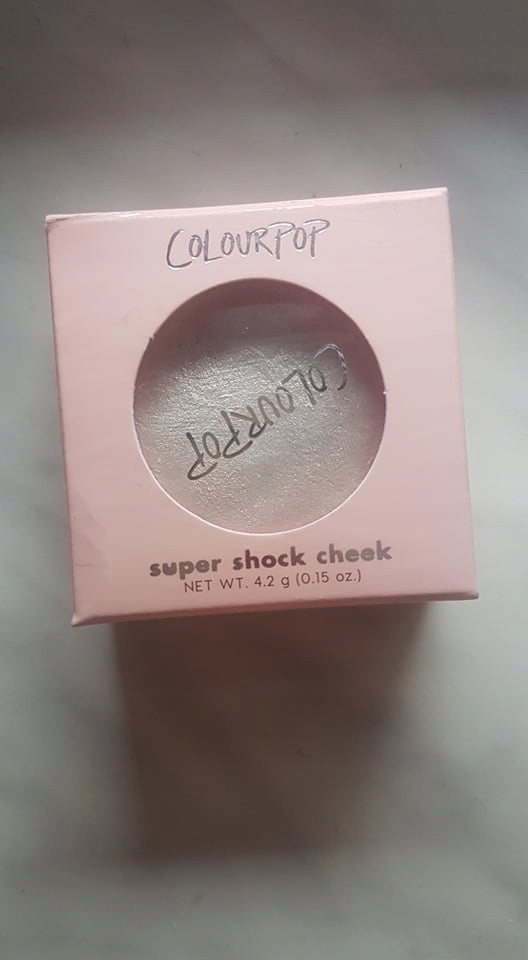 COLOURPOP
COLOURPOP
super shock cheek
NET WT. 4.2 g (0.15 oz.)